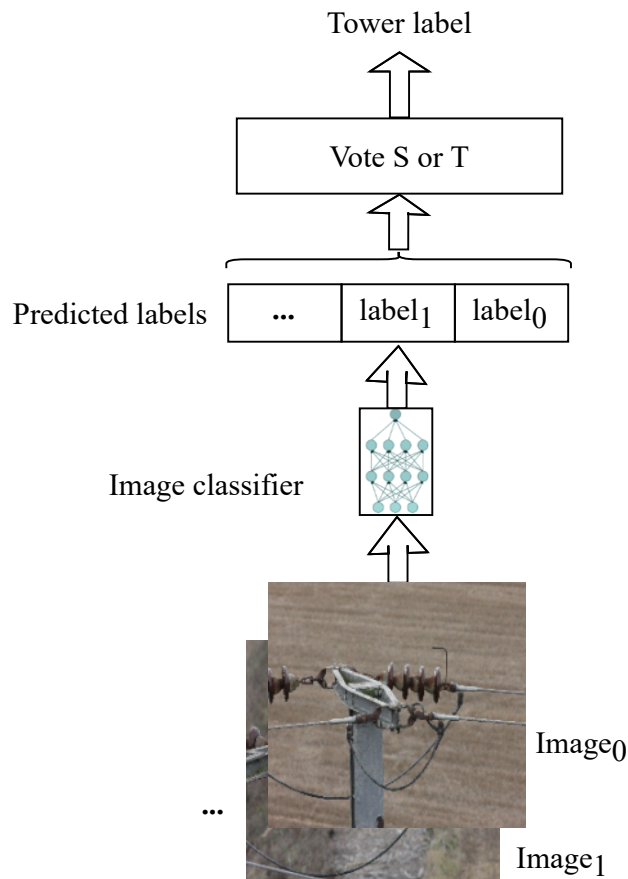 Tower label
Vote S or T
Predicted labels
...
label1
label0
Image classifier
Image0
...
Image1